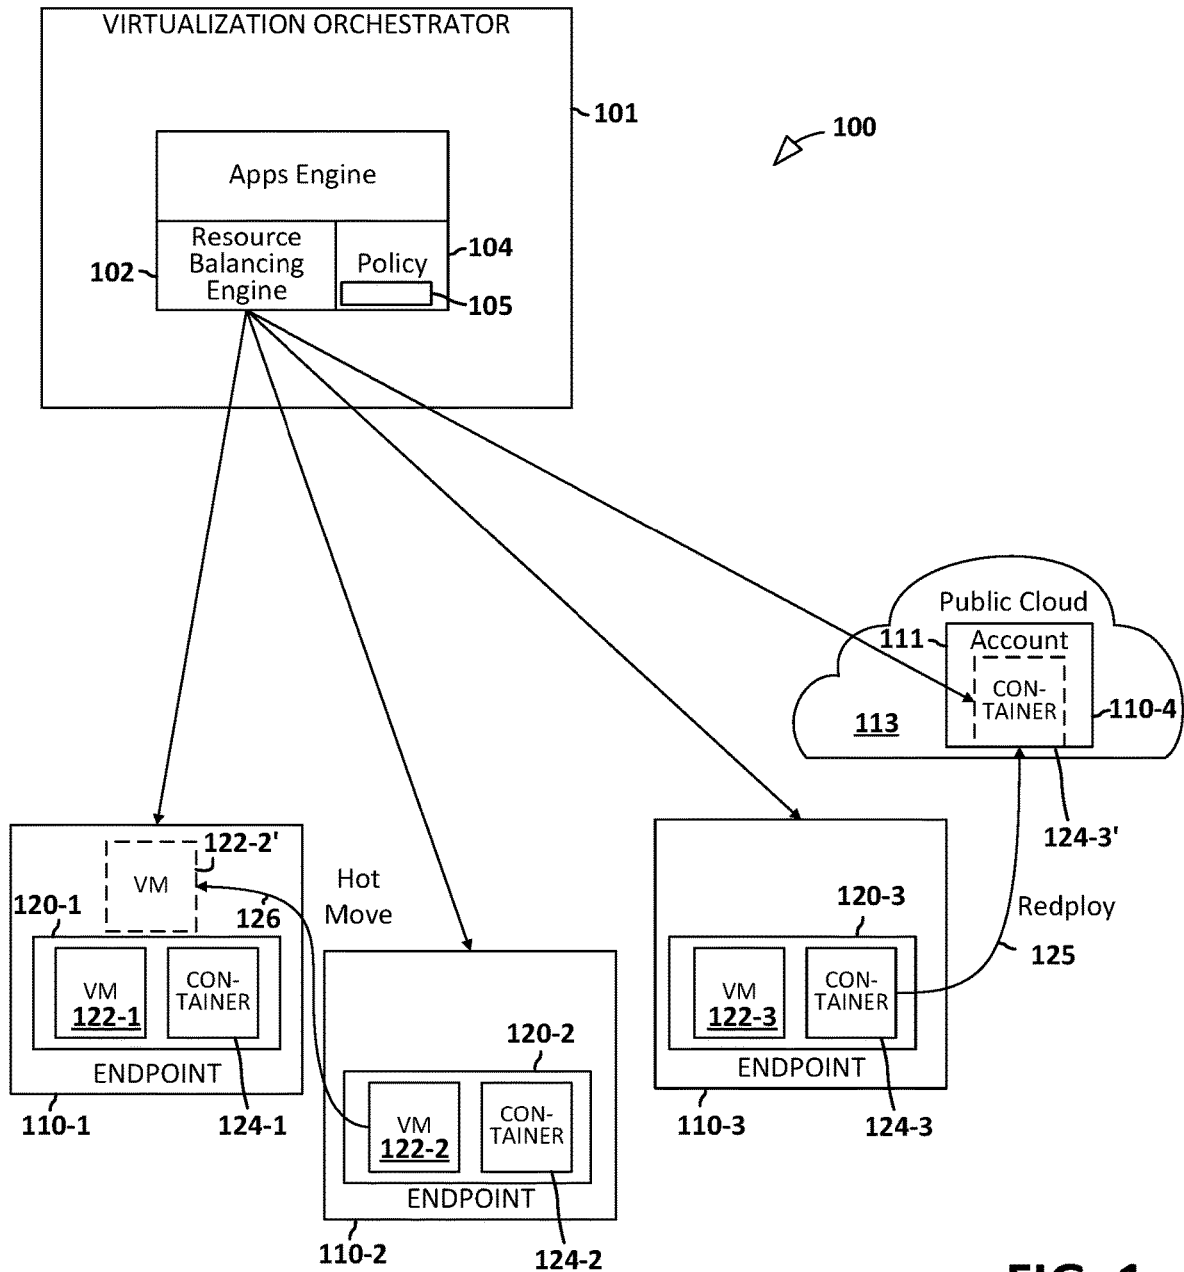 VIRTUALIZATION ORCHESTRATOR
101
100
Apps Engine
Resource
Balancing
Engine
102
Policy
104
105
Public Cloud
111
Account
CON-
TAINER
110-4
113
124-3'
122-2'
VM
Hot
Move
126
120-1
VM
122-1
CON-
TAINER
ENDPOINT
110-1
124-1
120-2
VM
122-2
CON-
TAINER
ENDPOINT
110-2
124-2
120-3
Redploy
125
VM
122-3
CON-
TAINER
ENDPOINT
110-3
124-3
FIG. 1